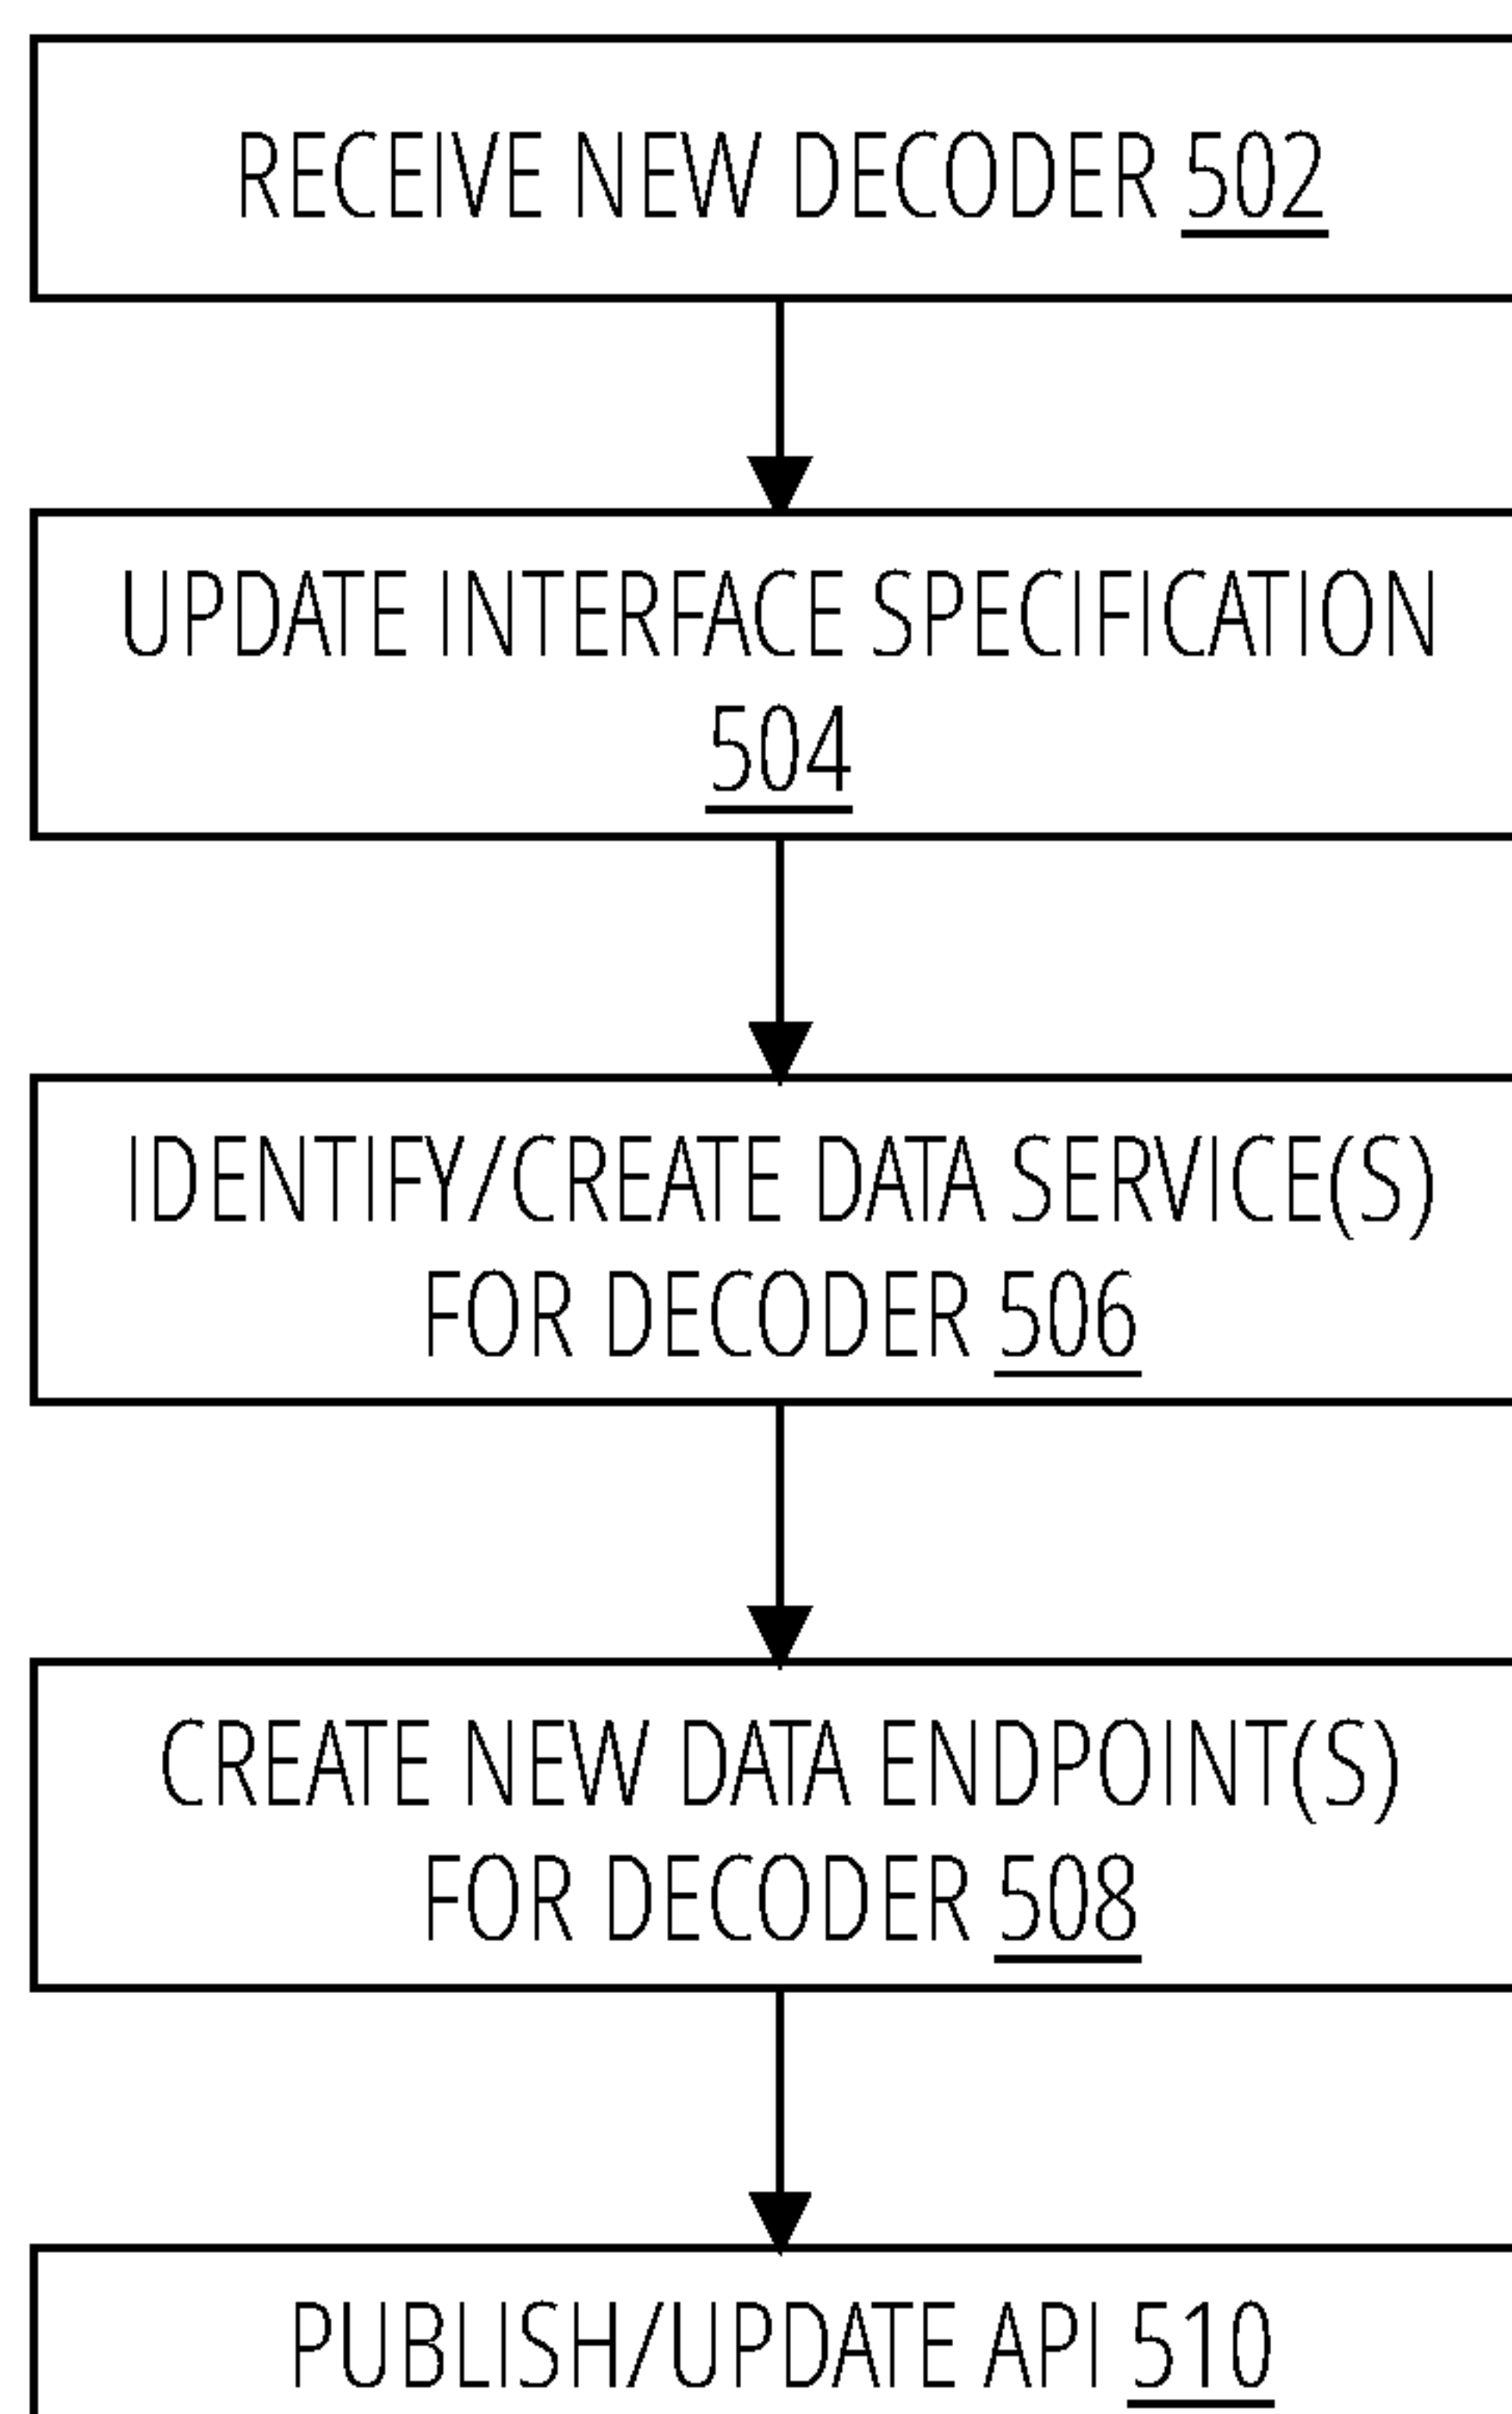 RECEIVE NEW DECODER 502
UPDATE INTERFACE SPECIFICATION
504
IDENTIFY/CREATE DATA SERVICE(S)
FOR DECODER 506
CREATE NEW DATA ENDPOINT(S)
FOR DECODER 508
PUBLISH/UPDATE API 510